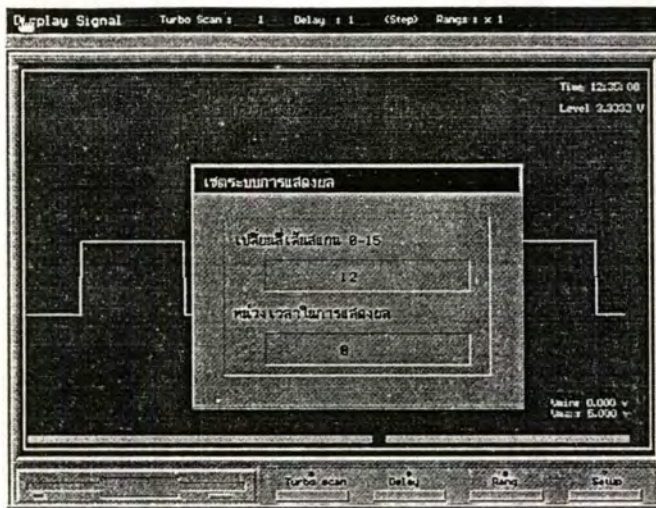 Display Signal Turbo Scan : 1 Delay : 1 (Step) Rangs : x 1
Time 12:35:08
Level 3.3333 V
เซตระบบการแสดงผล
เปลี่ยนสีเส้นสแกน 0-15
12
หน่วงเวลาในการแสดงผล
0
Vmin: 0.000 v
Vmax: 5.000 v
Turbo scan Delay Rang Setup